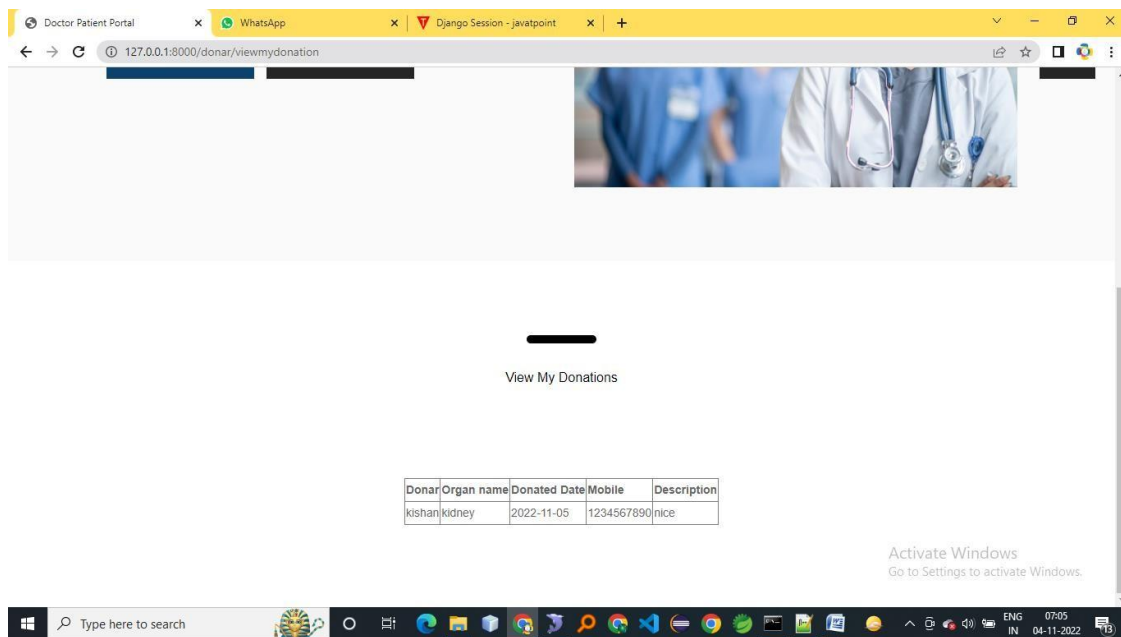 Doctor Patient Portal WhatsApp Django Session - javatpoint
127.0.0.1:8000/donar/viewmydonation
View My Donations
Donar Organ name Donated Date Mobile Description
kishan kidney 2022-11-05 1234567890 nice
Activate Windows
Go to Settings to activate Windows.
Type here to search
ENG 07:05
IN 04-11-2022
13